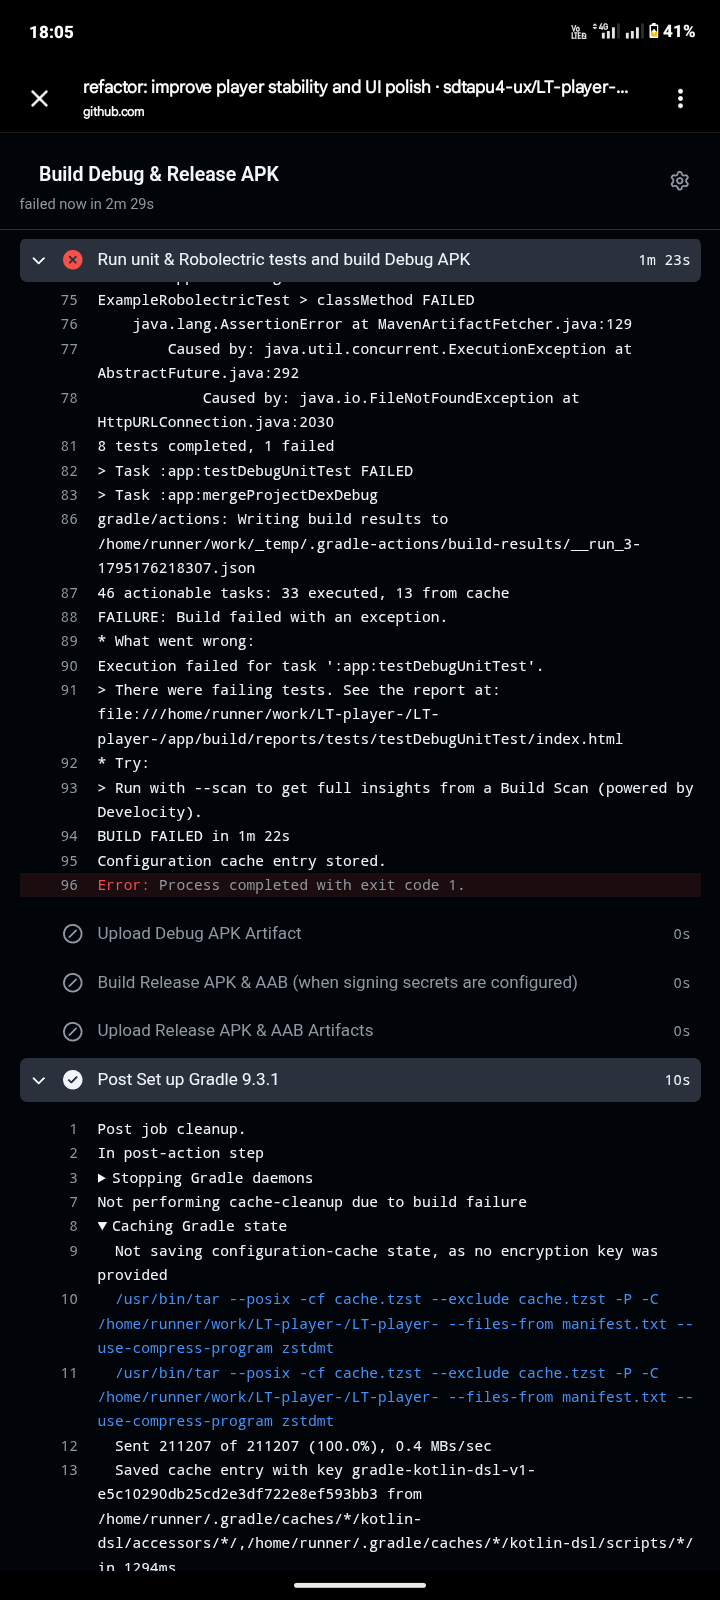 18:05
Vo LTE 4G 41%
refactor: improve player stability and UI polish · sdtapu4-ux/LT-player-...
github.com
Build Debug & Release APK
failed now in 2m 29s
Run unit & Robolectric tests and build Debug APK 1m 23s
75 ExampleRobolectricTest > classMethod FAILED
76 java.lang.AssertionError at MavenArtifactFetcher.java:129
77 Caused by: java.util.concurrent.ExecutionException at
AbstractFuture.java:292
78 Caused by: java.io.FileNotFoundException at
HttpURLConnection.java:2030
81 8 tests completed, 1 failed
82 > Task :app:testDebugUnitTest FAILED
83 > Task :app:mergeProjectDexDebug
86 gradle/actions: Writing build results to
/home/runner/work/_temp/.gradle-actions/build-results/__run_3-
1795176218307.json
87 46 actionable tasks: 33 executed, 13 from cache
88 FAILURE: Build failed with an exception.
89 * What went wrong:
90 Execution failed for task ':app:testDebugUnitTest'.
91 > There were failing tests. See the report at:
file:///home/runner/work/LT-player-/LT-
player-/app/build/reports/tests/testDebugUnitTest/index.html
92 * Try:
93 > Run with --scan to get full insights from a Build Scan (powered by
Develocity).
94 BUILD FAILED in 1m 22s
95 Configuration cache entry stored.
96 Error: Process completed with exit code 1.
Upload Debug APK Artifact 0s
Build Release APK & AAB (when signing secrets are configured) 0s
Upload Release APK & AAB Artifacts 0s
Post Set up Gradle 9.3.1 10s
1 Post job cleanup.
2 In post-action step
3 Stopping Gradle daemons
7 Not performing cache-cleanup due to build failure
8 Caching Gradle state
9 Not saving configuration-cache state, as no encryption key was
provided
10 /usr/bin/tar --posix -cf cache.tzst --exclude cache.tzst -P -C
/home/runner/work/LT-player-/LT-player- --files-from manifest.txt --
use-compress-program zstdmt
11 /usr/bin/tar --posix -cf cache.tzst --exclude cache.tzst -P -C
/home/runner/work/LT-player-/LT-player- --files-from manifest.txt --
use-compress-program zstdmt
12 Sent 211207 of 211207 (100.0%), 0.4 MBs/sec
13 Saved cache entry with key gradle-kotlin-dsl-v1-
e5c10290db25cd2e3df722e8ef593bb3 from
/home/runner/.gradle/caches/*/kotlin-
dsl/accessors/*/,/home/runner/.gradle/caches/*/kotlin-dsl/scripts/*/
in 1294ms